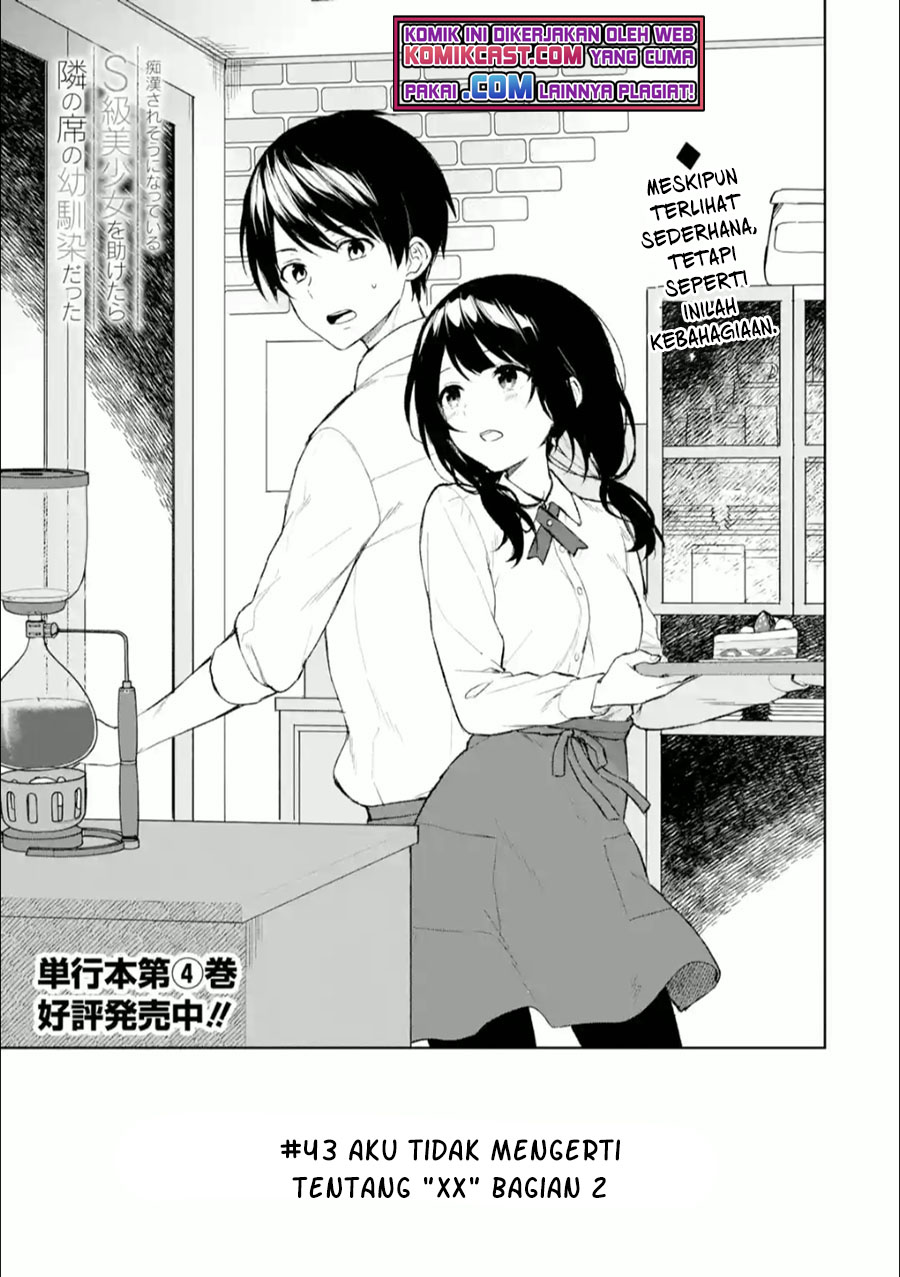 KOMIK INI DIKERJAKAN OLEH WEB
KOMIKCAST.COM YANG CUMA
PAKAI .COM LAINNYA PLAGIAT!
痴漢されそうになっている
S級美少女を助けたら
隣の席の幼馴染だった
MESKIPUN
TERLIHAT
SEDERHANA,
TETAPI
SEPERTI
INILAH
KEBAHAGIAAN.
単行本第④巻
好評発売中!!
#43 AKU TIDAK MENGERTI
TENTANG "XX" BAGIAN 2